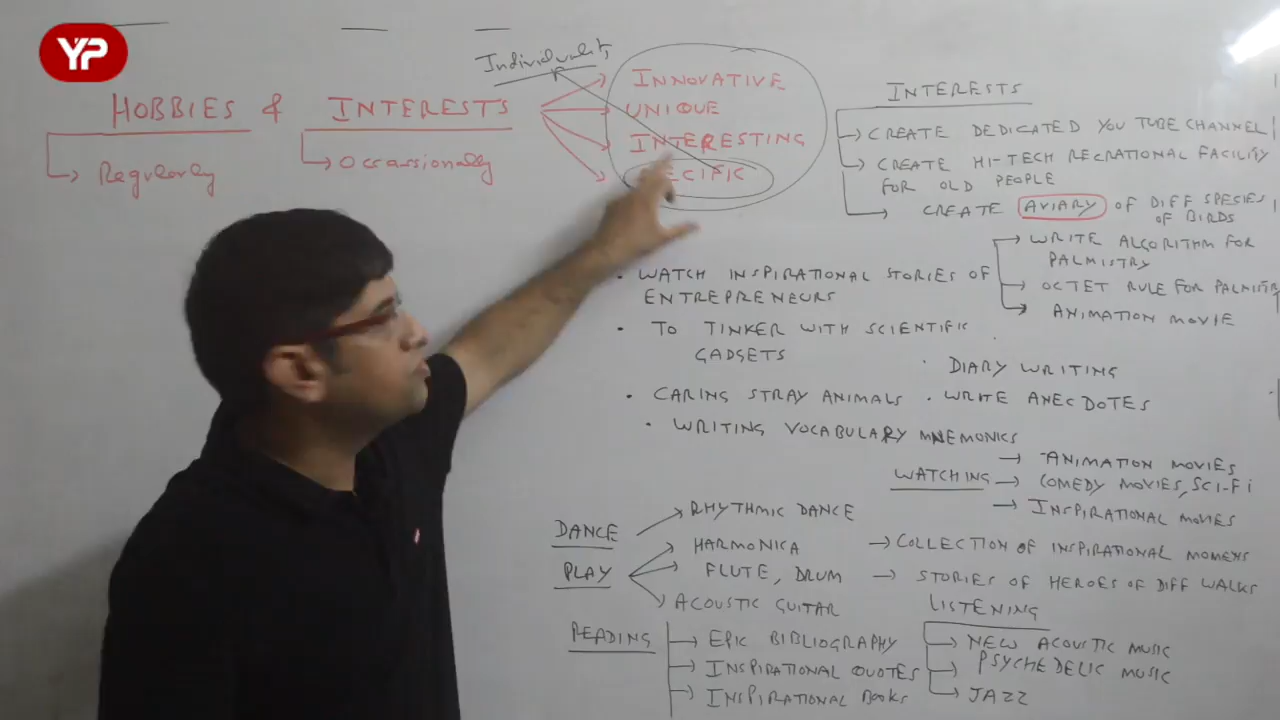 YP
Individuality
HOBBIES & INTERESTS
Regularly
Occassionally
INNOVATIVE
UNIQUE
INTERESTING
ECIFIC
INTERESTS
CREATE DEDICATED YOU TUBE CHANNEL
CREATE HI-TECH RECRATIONAL FACILITY
FOR OLD PEOPLE
CREATE AVIARY OF DIFF SPECIES
OF BIRDS
WRITE ALGORITHM FOR
PALMISTRY
OCTET RULE FOR PALMISTR
ANIMATION MOVIE
• WATCH INSPIRATIONAL STORIES OF
ENTREPRENEURS
• TO TINKER WITH SCIENTIFIC
GADGETS
• DIARY WRITING
• CARING STRAY ANIMALS
• WRITE ANECDOTES
• WRITING VOCABULARY MNEMONICS
WATCHING
ANIMATION MOVIES
COMEDY MOVIES, SCI-FI
INSPIRATIONAL MOVIES
DANCE
RHYTHMIC DANCE
PLAY
HARMONICA
FLUTE, DRUM
ACOUSTIC GUITAR
COLLECTION OF INSPIRATIONAL MOMENS
STORIES OF HEROES OF DIFF WALKS
READING
EPIC BIBLIOGRAPHY
INSPIRATIONAL QUOTES
INSPIRATIONAL BOOKS
LISTENING
NEW ACOUSTIC MUSIC
PSYCHEDELIC MUSIC
JAZZ